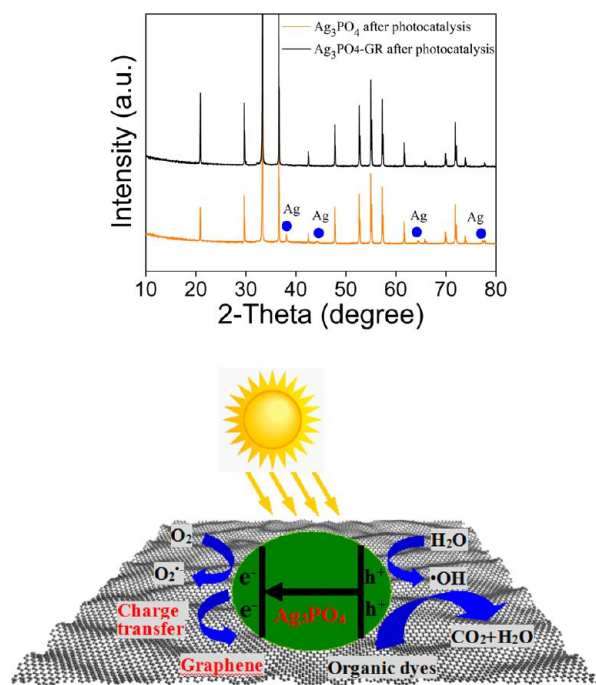 Ag₃PO₄ after photocatalysis
Ag₃PO4-GR after photocatalysis
Intensity (a.u.)
Ag
Ag
Ag
Ag
10 20 30 40 50 60 70 80
2-Theta (degree)
O₂
H₂O
O₂•
e⁻
h⁺
•OH
e⁻
h⁺
Ag₃PO₄
Charge
transfer
CO₂+H₂O
Graphene
Organic dyes